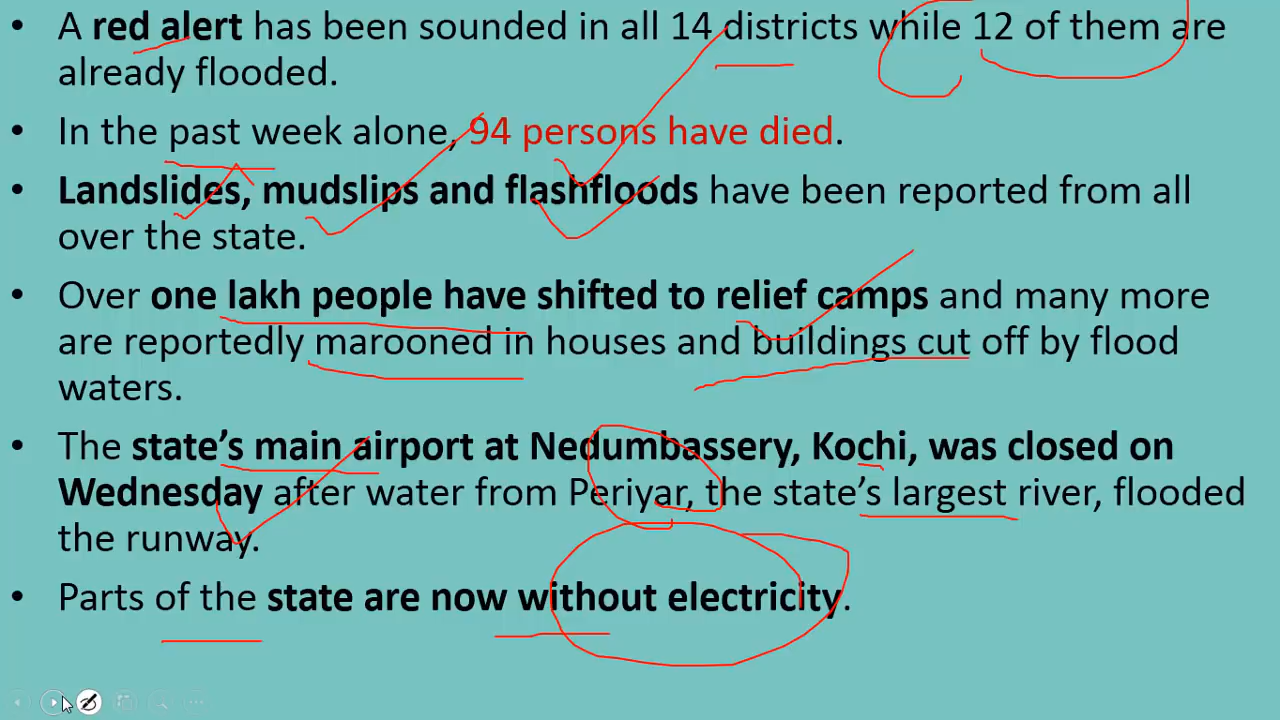 • A red alert has been sounded in all 14 districts while 12 of them are
already flooded.
• In the past week alone, 94 persons have died.
• Landslides, mudslips and flashfloods have been reported from all
over the state.
• Over one lakh people have shifted to relief camps and many more
are reportedly marooned in houses and buildings cut off by flood
waters.
• The state’s main airport at Nedumbassery, Kochi, was closed on
Wednesday after water from Periyar, the state’s largest river, flooded
the runway.
• Parts of the state are now without electricity.